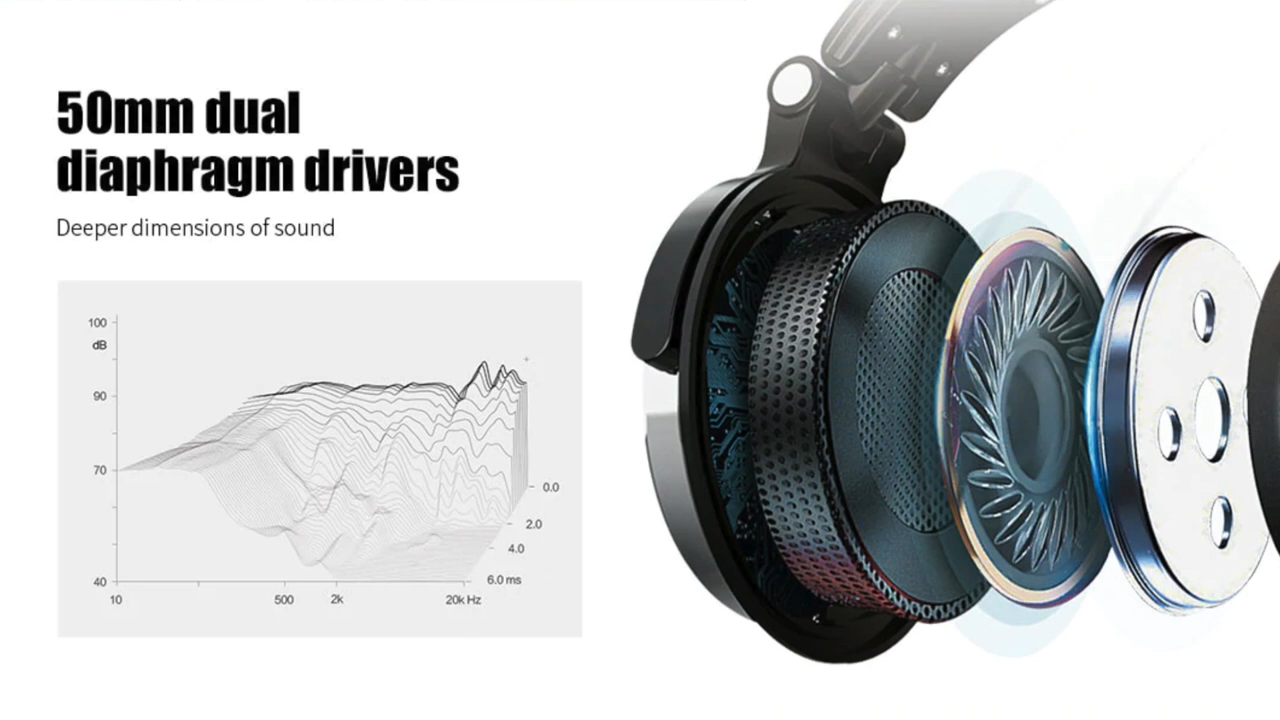 50mm dual
diaphragm drivers
Deeper dimensions of sound
100
dB
90
70
0.0
2.0
4.0
6.0 ms
40
10
500
2k
20k Hz